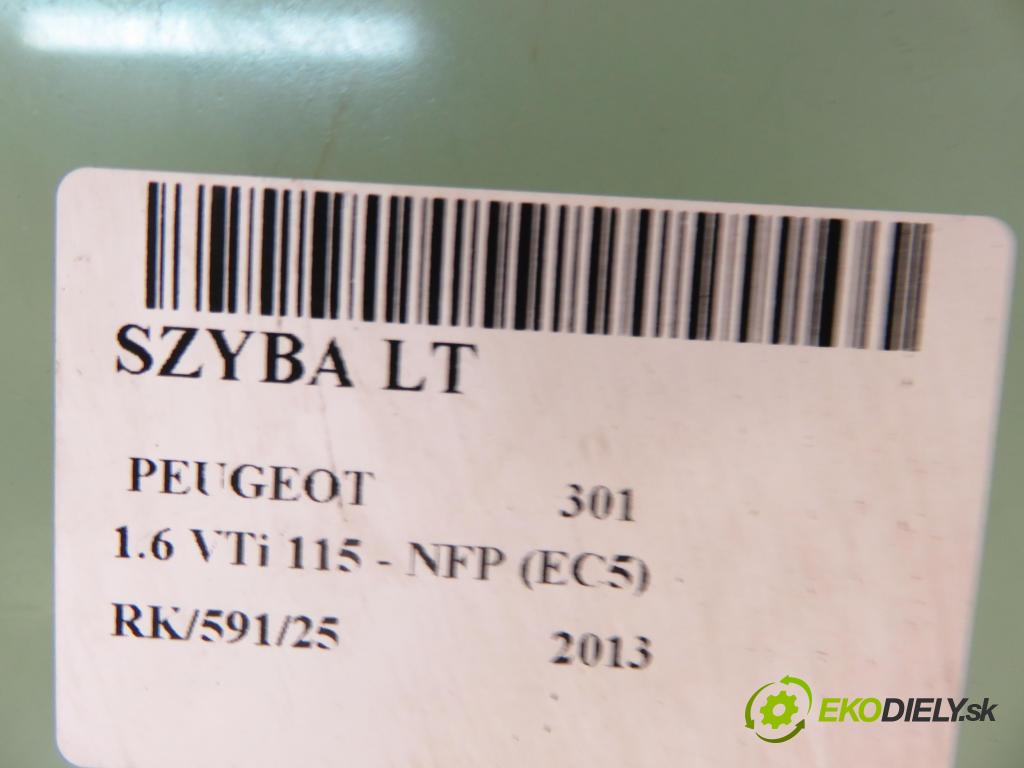 SZYBA LT
PEUGEOT 301
1.6 VTi 115 - NFP (EC5)
RK/591/25 2013
EKODIELY.sk